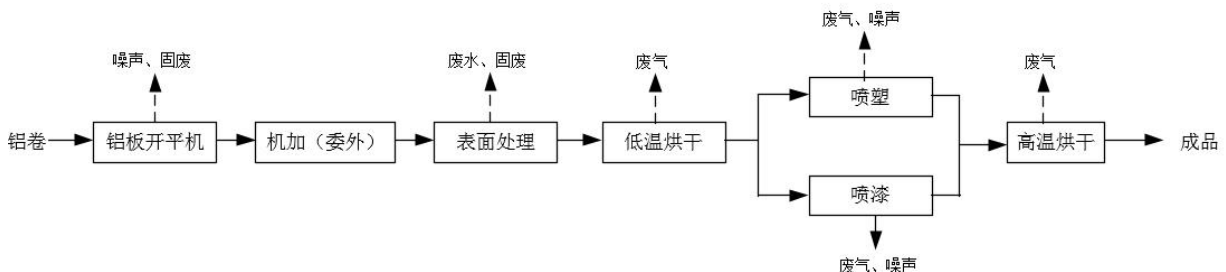 废气、噪声
噪声、固废
废水、固废
废气
废气
喷塑
铝卷
铝板开平机
机加（委外）
表面处理
低温烘干
高温烘干
成品
喷漆
废气、噪声